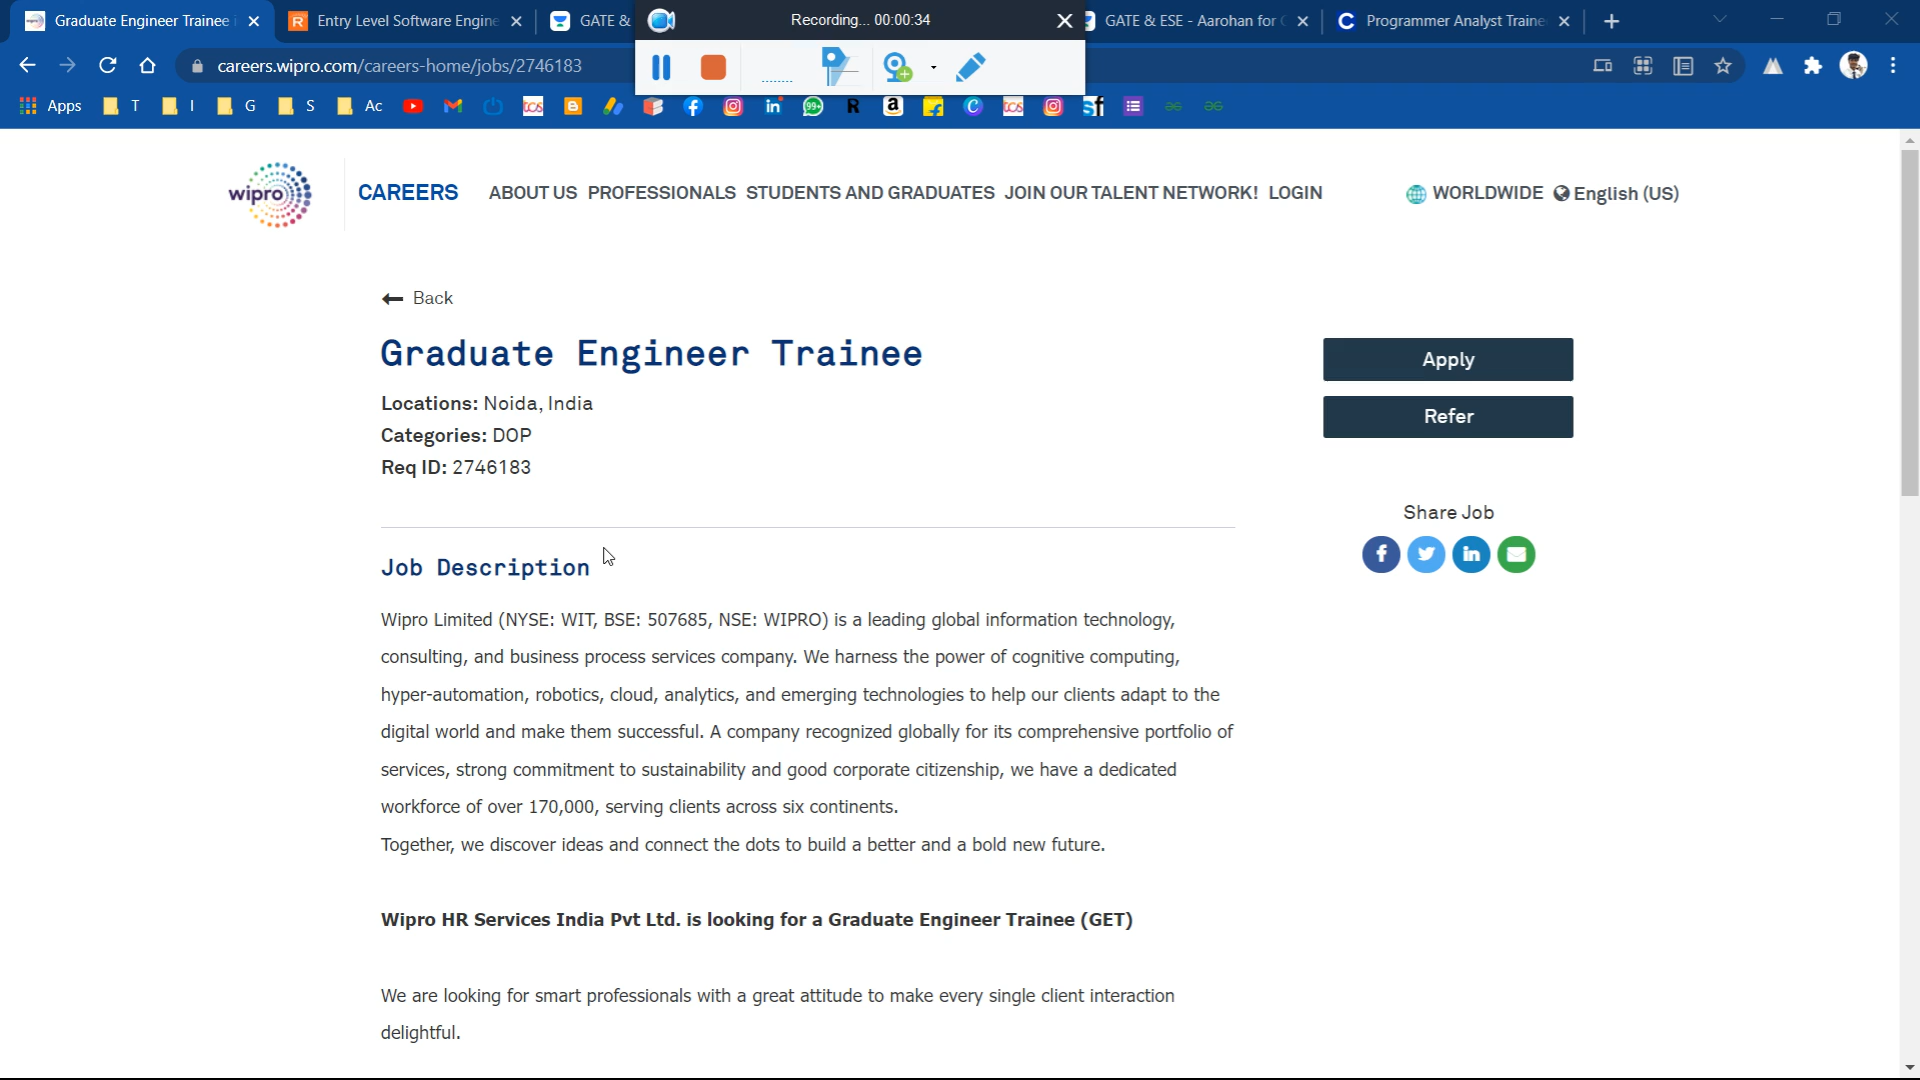 Graduate Engineer Trainee
Entry Level Software Engine
GATE &
Recording... 00:00:34
GATE & ESE - Aarohan for
Programmer Analyst Traine
careers.wipro.com/careers-home/jobs/2746183
Apps T I G S Ac
wipro
CAREERS ABOUT US PROFESSIONALS STUDENTS AND GRADUATES JOIN OUR TALENT NETWORK! LOGIN WORLDWIDE English (US)
Back
Graduate Engineer Trainee
Apply
Locations: Noida, India
Refer
Categories: DOP
Req ID: 2746183
Share Job
Job Description
Wipro Limited (NYSE: WIT, BSE: 507685, NSE: WIPRO) is a leading global information technology,
consulting, and business process services company. We harness the power of cognitive computing,
hyper-automation, robotics, cloud, analytics, and emerging technologies to help our clients adapt to the
digital world and make them successful. A company recognized globally for its comprehensive portfolio of
services, strong commitment to sustainability and good corporate citizenship, we have a dedicated
workforce of over 170,000, serving clients across six continents.
Together, we discover ideas and connect the dots to build a better and a bold new future.
Wipro HR Services India Pvt Ltd. is looking for a Graduate Engineer Trainee (GET)
We are looking for smart professionals with a great attitude to make every single client interaction
delightful.